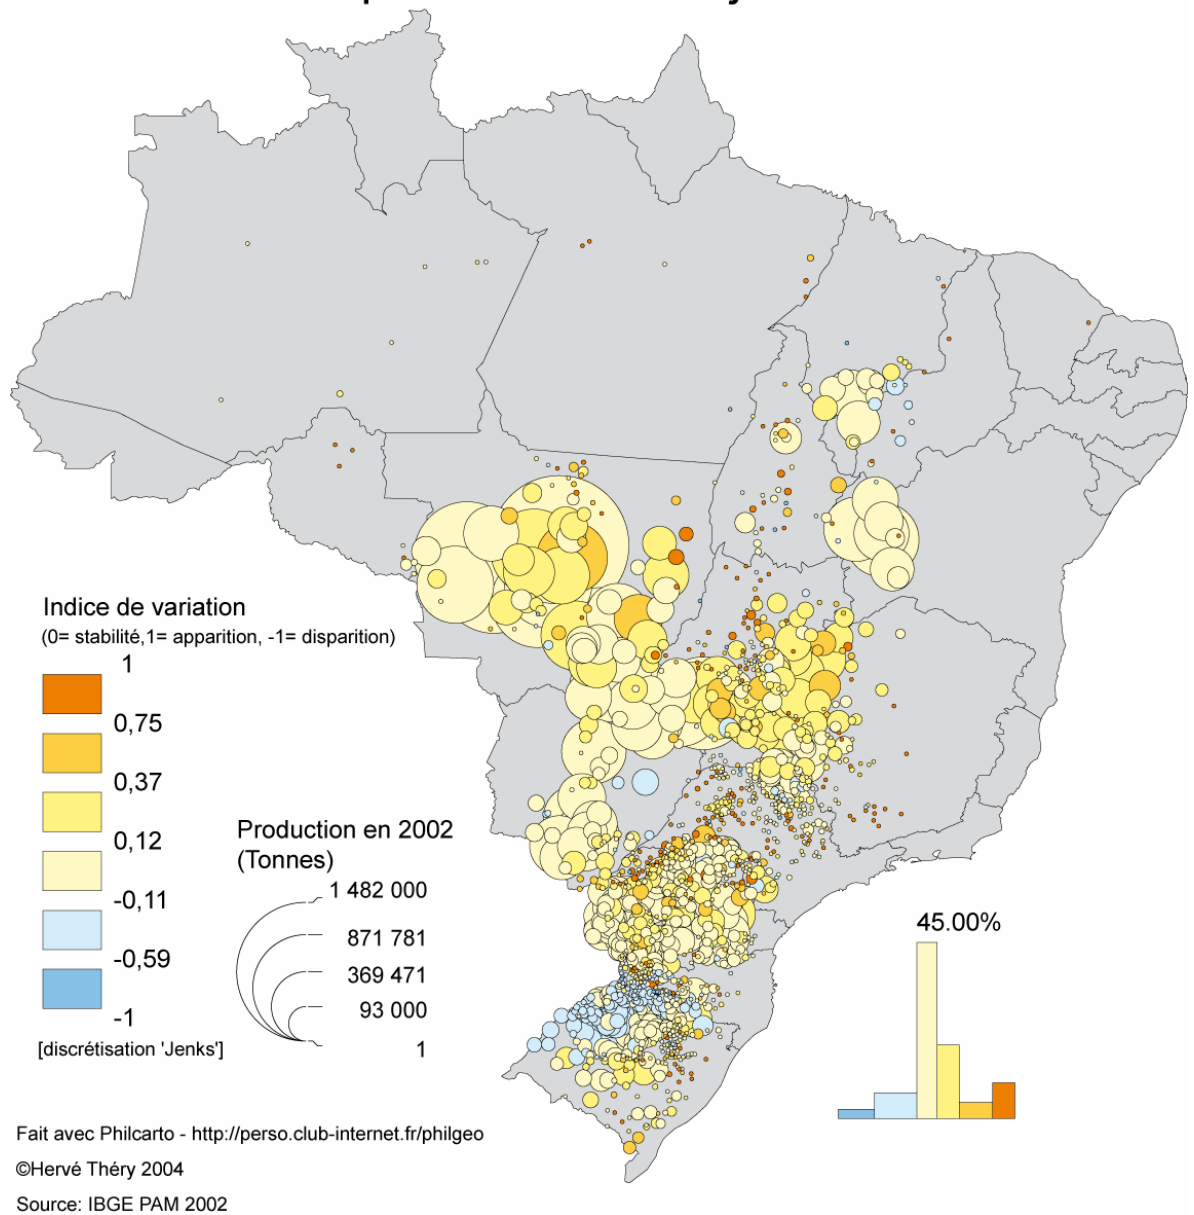 Indice de variation
(0= stabilité,1= apparition, -1= disparition)
1
0,75
0,37
0,12
-0,11
-0,59
-1
[discrétisation 'Jenks']
Production en 2002
(Tonnes)
1 482 000
871 781
369 471
93 000
1
45.00%
Fait avec Philcarto - http://perso.club-internet.fr/philgeo
©Hervé Théry 2004
Source: IBGE PAM 2002